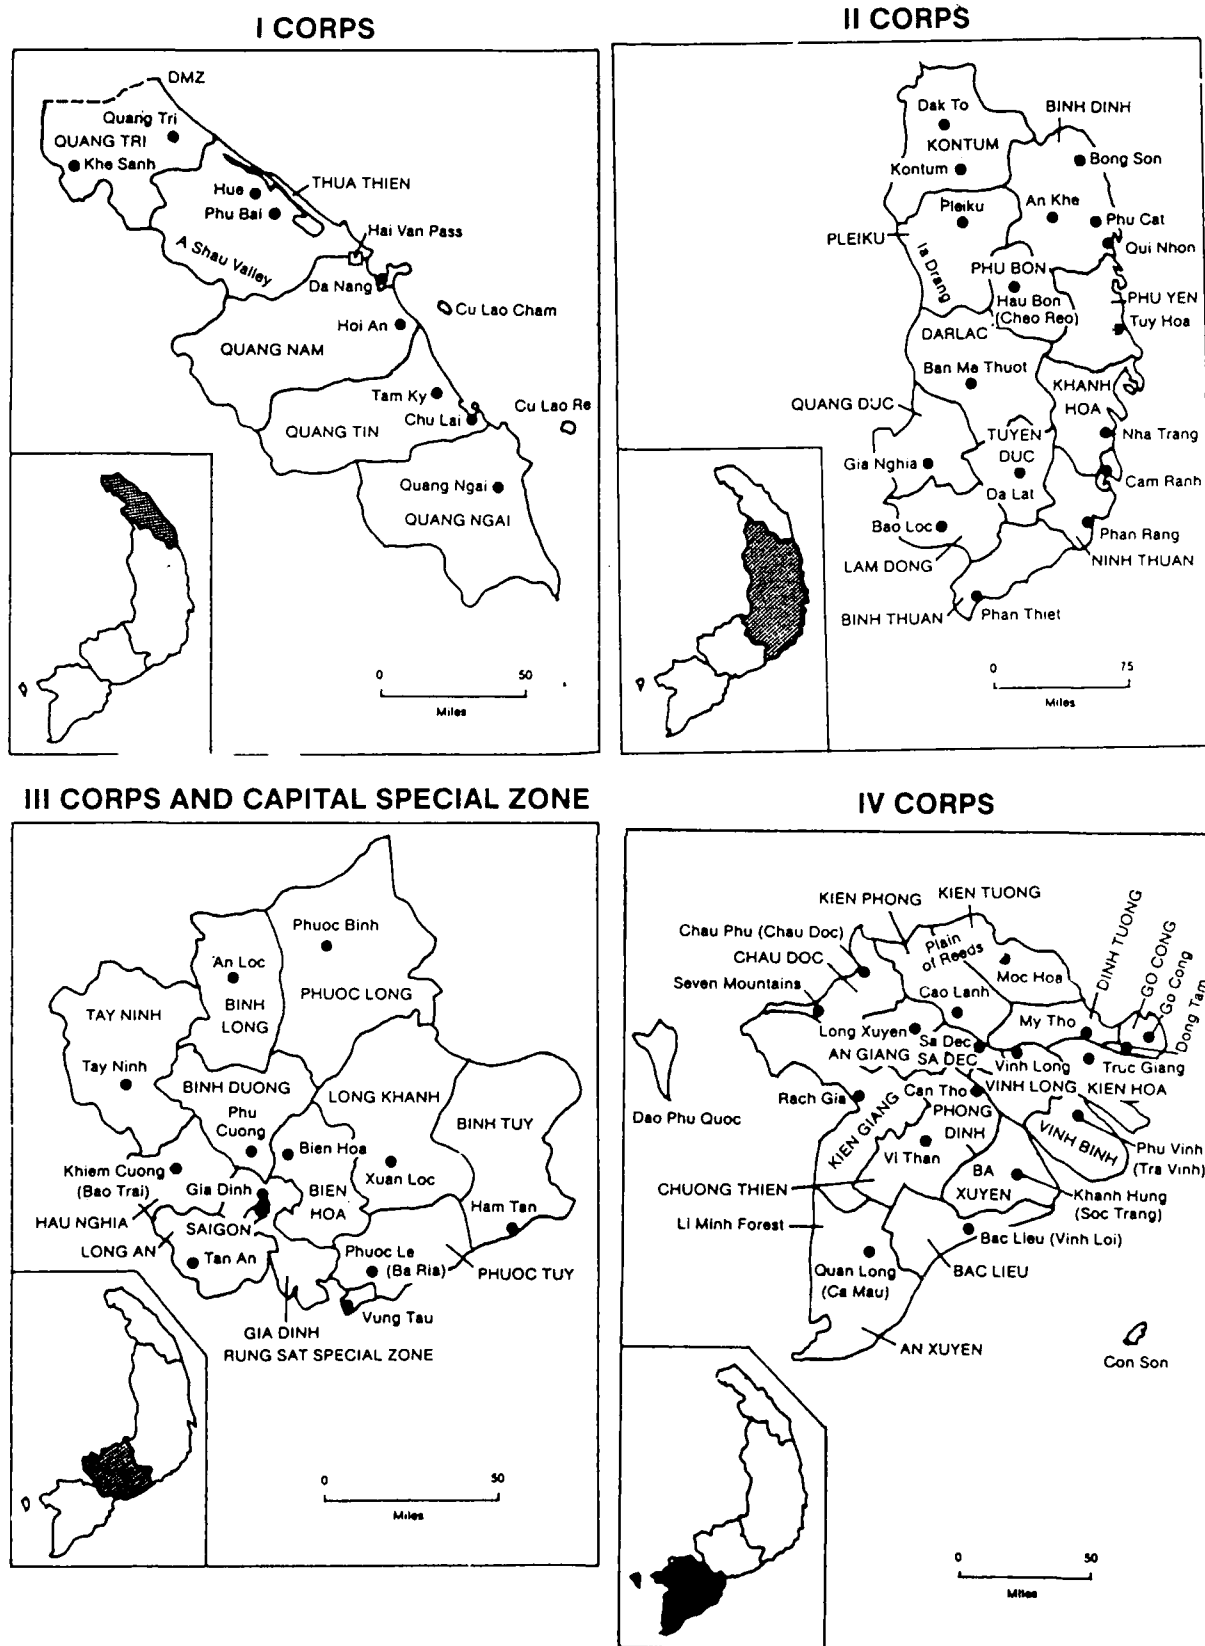 I CORPS
DMZ
Quang Tri
QUANG TRI
Khe Sanh
THUA THIEN
Hue
Phu Bai
Hai Van Pass
A Shau Valley
Da Nang
Cu Lao Cham
Hoi An
QUANG NAM
Tam Ky
Cu Lao Re
Chu Lai
QUANG TIN
Quang Ngai
QUANG NGAI
0 50
Miles
II CORPS
Dak To
BINH DINH
KONTUM
Bong Son
Kontum
Pleiku
An Khe
Phu Cat
PLEIKU
Qui Nhon
Ia Drang
PHU BON
Hau Bon
(Cheo Reo)
PHU YEN
Tuy Hoa
DARLAC
Ban Me Thuot
KHANH
HOA
QUANG DUC
TUYEN
DUC
Nha Trang
Gia Nghia
Da Lat
Cam Ranh
Bao Loc
Phan Rang
LAM DONG
NINH THUAN
BINH THUAN
Phan Thiet
0 75
Miles
III CORPS AND CAPITAL SPECIAL ZONE
Phuoc Binh
An Loc
BINH
LONG
PHUOC LONG
TAY NINH
Tay Ninh
BINH DUONG
LONG KHANH
Phu
Cuong
BINH TUY
Bien Hoa
Khiem Cuong
(Bao Trai)
Gia Dinh
Xuan Loc
BIEN
HOA
HAU NGHIA
SAIGON
Ham Tan
LONG AN
Tan An
Phuoc Le
(Ba Ria)
PHUOC TUY
Vung Tau
GIA DINH
RUNG SAT SPECIAL ZONE
0 50
Miles
IV CORPS
KIEN PHONG
KIEN TUONG
Chau Phu (Chau Doc)
CHAU DOC
Seven Mountains
Plain
of Reeds
Moc Hoa
DINH TUONG
GO CONG
Go Cong
Dong Tam
Cao Lanh
Long Xuyen
My Tho
Sa Dec
AN GIANG
SA DEC
Vinh Long
Truc Giang
Rach Gia
Can Tho
VINH LONG
KIEN HOA
Dao Phu Quoc
KIEN GIANG
PHONG
DINH
VINH BINH
Phu Vinh
(Tra Vinh)
Vi Than
CHUONG THIEN
BA
XUYEN
Khanh Hung
(Soc Trang)
Li Minh Forest
Bac Lieu (Vinh Loi)
Quan Long
(Ca Mau)
BAC LIEU
AN XUYEN
Con Son
0 50
Miles